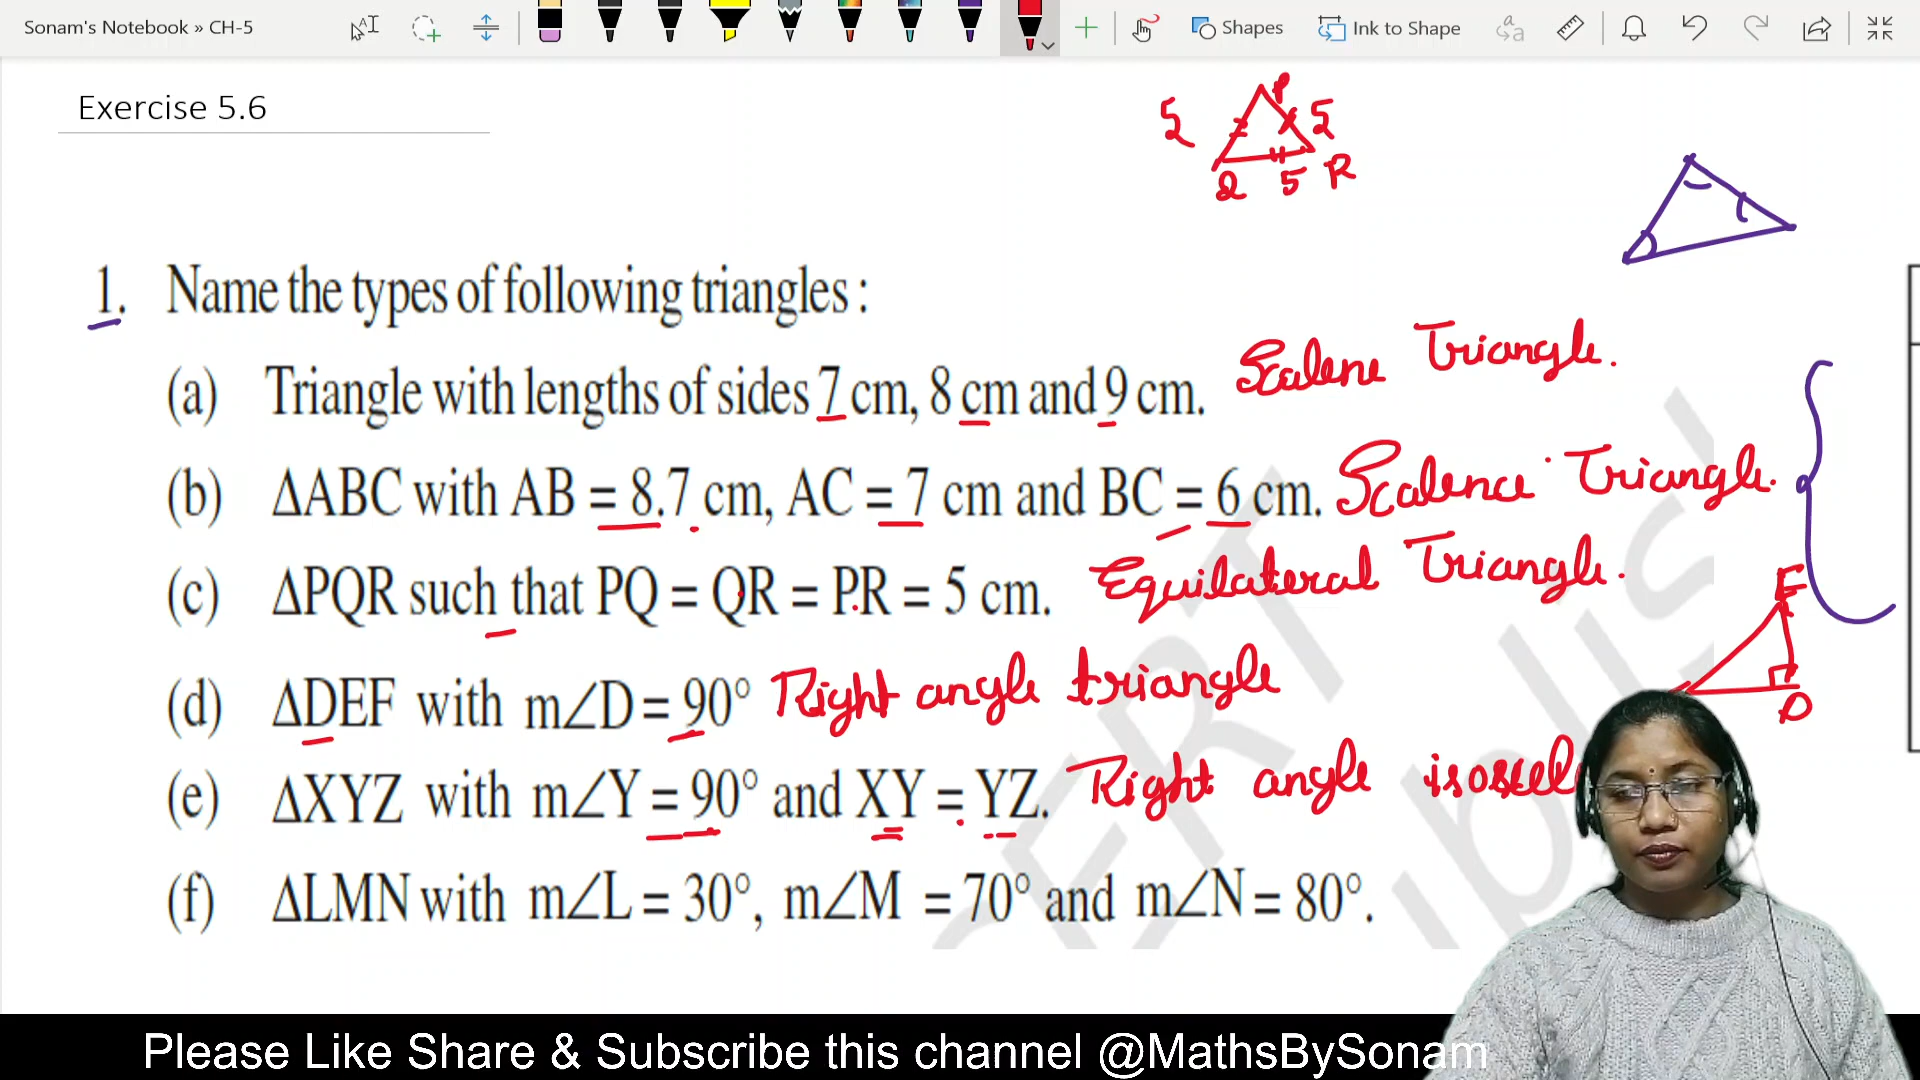 Sonam's Notebook » CH-5
Shapes
Ink to Shape
Exercise 5.6
P
5 5
Q 5 R
1. Name the types of following triangles :
(a) Triangle with lengths of sides 7 cm, 8 cm and 9 cm. Scalene Triangle.
(b) ΔABC with AB = 8.7 cm, AC = 7 cm and BC = 6 cm. Scalence Triangle.
(c) ΔPQR such that PQ = QR = PR = 5 cm. Equilateral Triangle.
E
(d) ΔDEF with m∠D = 90° Right angle triangle
D
(e) ΔXYZ with m∠Y = 90° and XY = YZ. Right angle
(f) ΔLMN with m∠L = 30°, m∠M = 70° and m∠N = 80°.
Please Like Share & Subscribe this channel @MathsBySonam